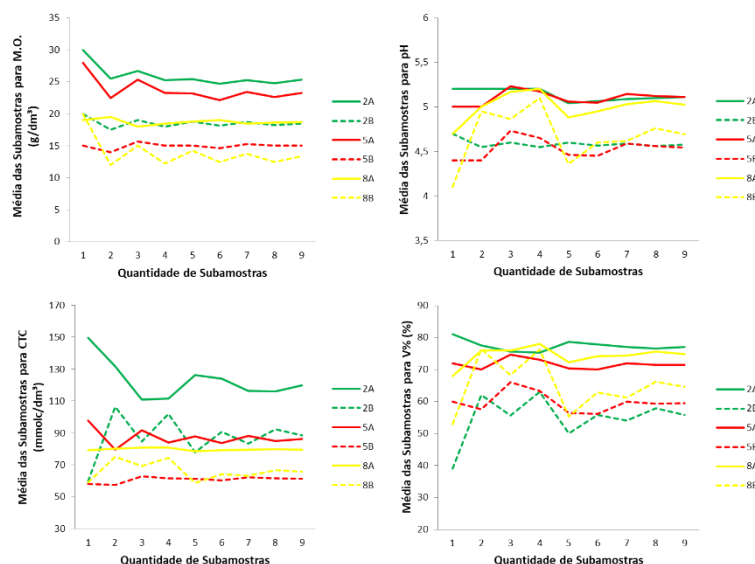 Média das Subamostras para M.O.
(g/dm³)
35
30
25
20
15
10
5
0
1 2 3 4 5 6 7 8 9
Quantidade de Subamostras
2A
2B
5A
5B
8A
8B
Média das Subamostras para pH
6
5,5
5
4,5
4
3,5
1 2 3 4 5 6 7 8 9
Quantidade de Subamostras
2A
2B
5A
5B
8A
8B
Média das Subamostras para CTC
(mmolc/dm³)
170
150
130
110
90
70
50
30
1 2 3 4 5 6 7 8 9
Quantidade de Subamostras
2A
2B
5A
5B
8A
8B
Média das Subamostras para V% (%)
90
80
70
60
50
40
30
20
1 2 3 4 5 6 7 8 9
Quantidade de Subamostras
2A
2B
5A
5B
8A
8B